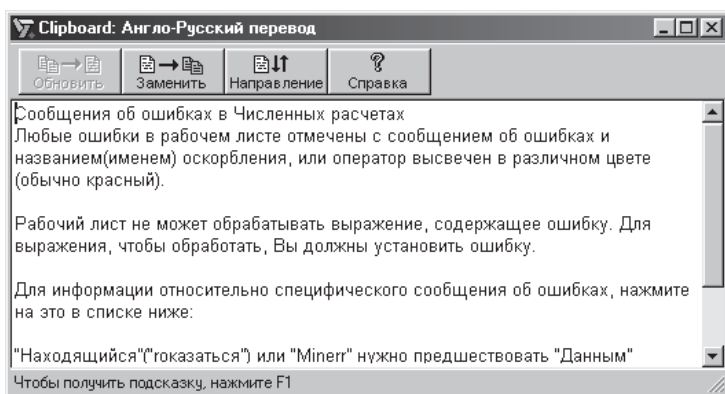 Clipboard: Англо-Русский перевод
Обновить Заменить Направление Справка
Сообщения об ошибках в Численных расчетах
Любые ошибки в рабочем листе отмечены с сообщением об ошибках и
названием(именем) оскорбления, или оператор высвечен в различном цвете
(обычно красный).
Рабочий лист не может обрабатывать выражение, содержащее ошибку. Для
выражения, чтобы обработать, Вы должны установить ошибку.
Для информации относительно специфического сообщения об ошибках, нажмите
на это в списке ниже:
"Находящийся"("гоказаться") или "Minerr" нужно предшествовать "Данным"
Чтобы получить подсказку, нажмите F1